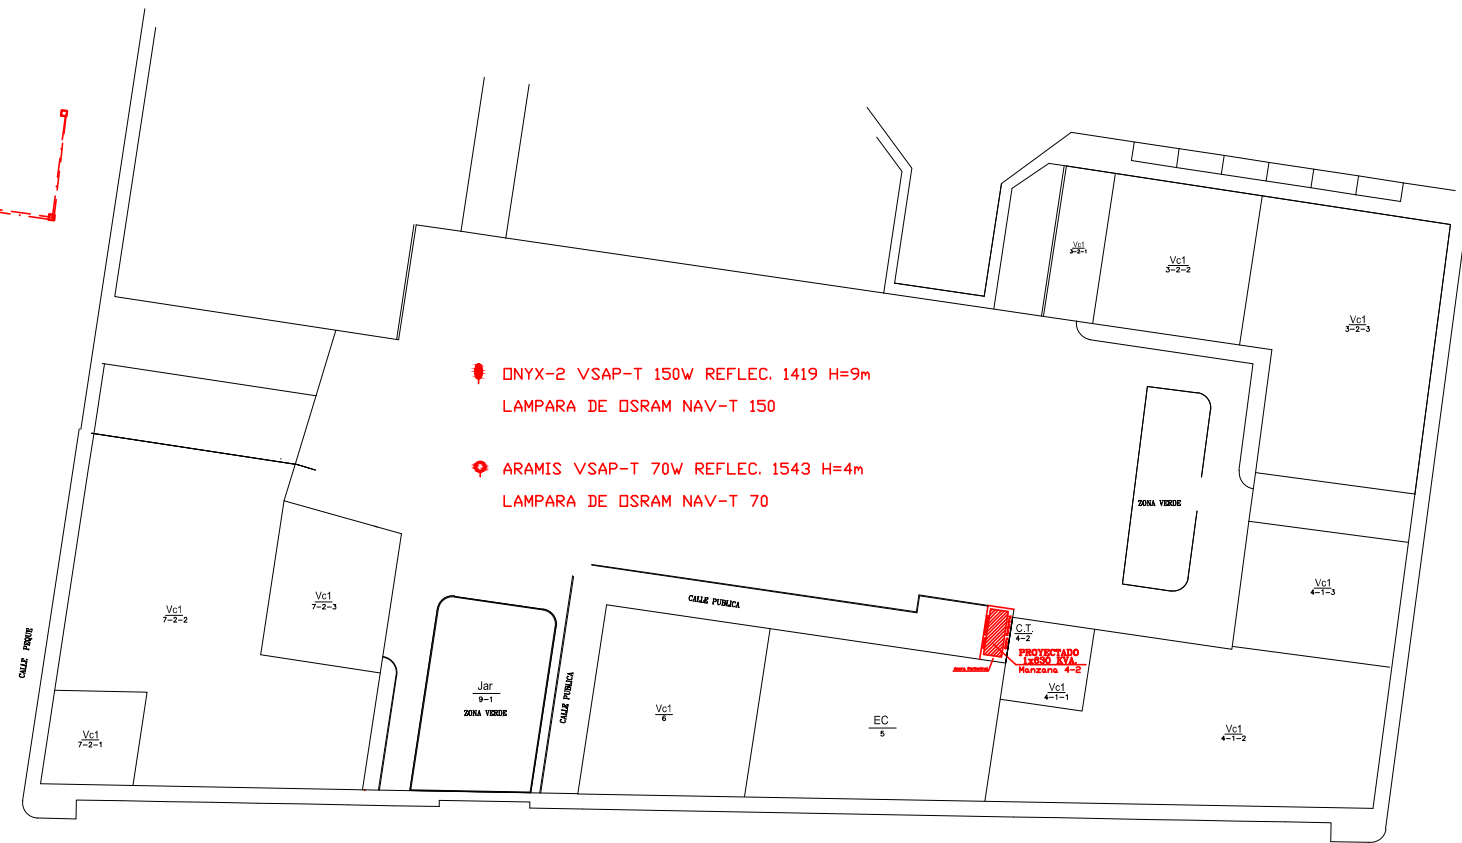 Vc1
3-2-1
Vc1
3-2-2
Vc1
3-2-3
ONYX-2 VSAP-T 150W REFLEC. 1419 H=9m
LAMPARA DE OSRAM NAV-T 150
ARAMIS VSAP-T 70W REFLEC. 1543 H=4m
LAMPARA DE OSRAM NAV-T 70
ZONA VERDE
Vc1
4-1-3
CALLE PUBLICA
Vc1
7-2-3
Vc1
7-2-2
C.T.
4-2
PROYECTADO
1x630 KVA.
Manzana 4-2
CALLE PEQUE
Jar
9-1
ZONA VERDE
CALLE PUBLICA
Vc1
4-1-1
Vc1
6
EC
5
Vc1
4-1-2
Vc1
7-2-1